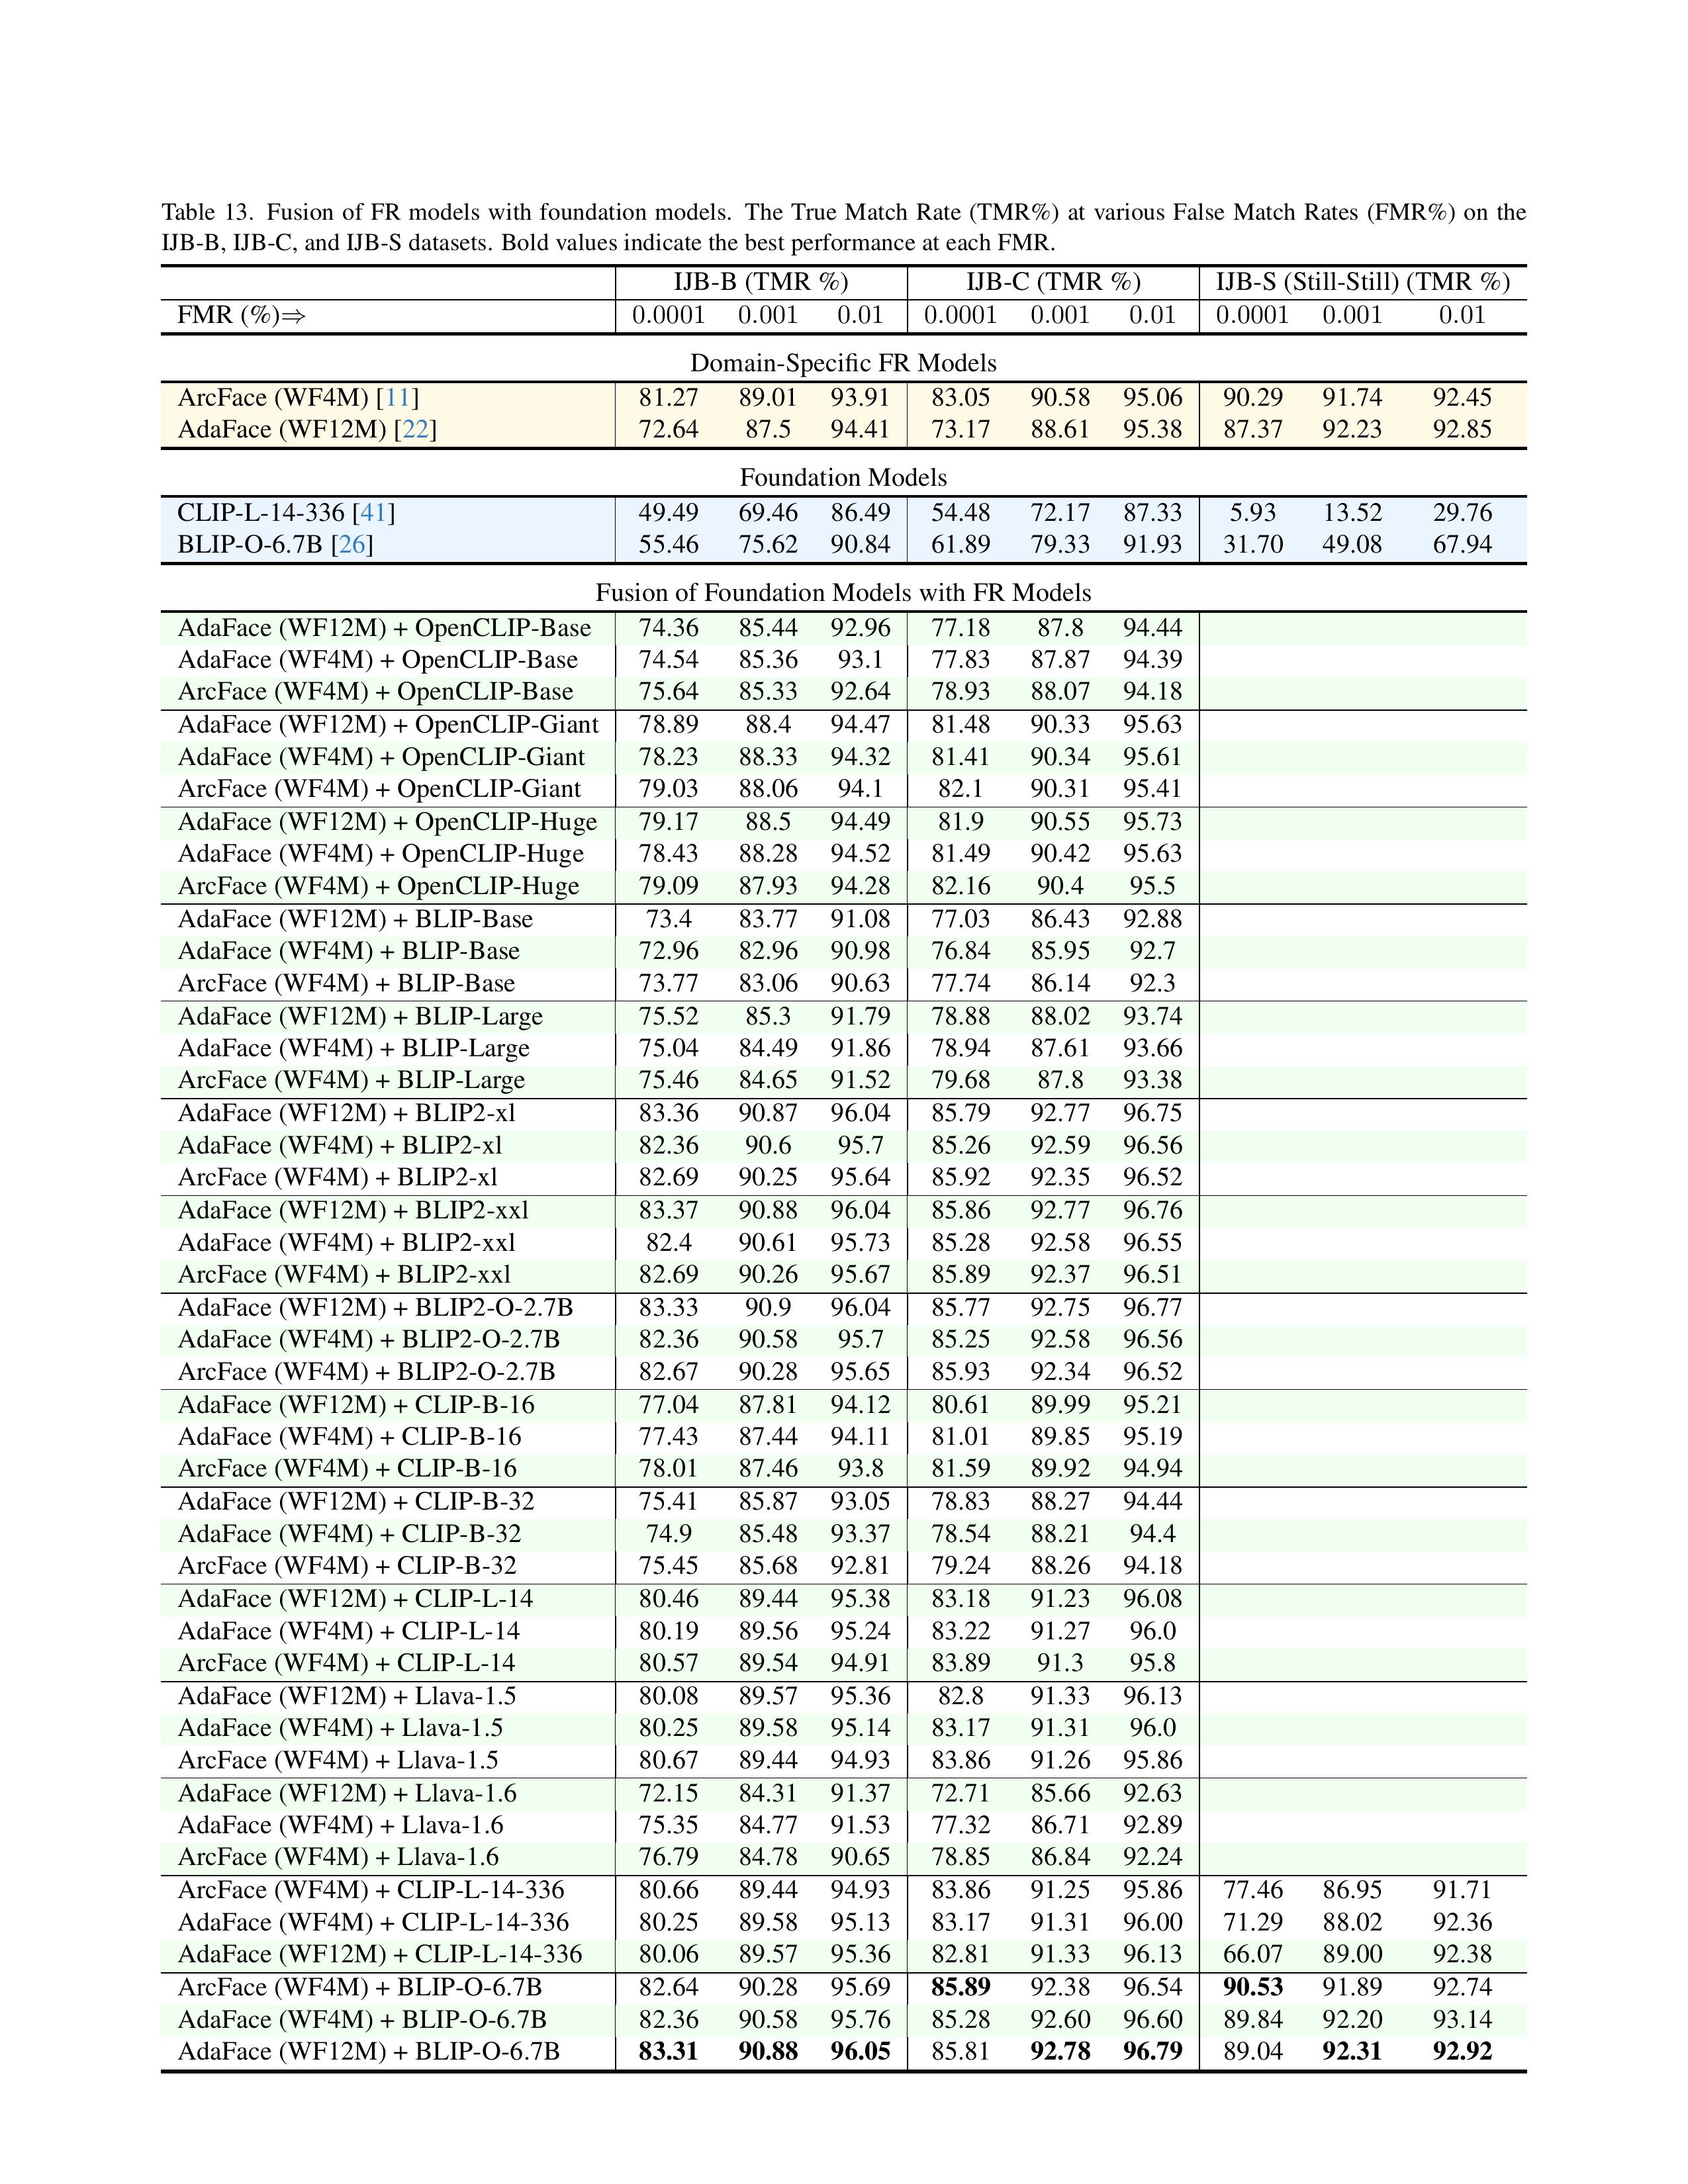 Table 13. Fusion of FR models with foundation models. The True Match Rate (TMR%) at various False Match Rates (FMR%) on the
IJB-B, IJB-C, and IJB-S datasets. Bold values indicate the best performance at each FMR.
IJB-B (TMR %) IJB-C (TMR %) IJB-S (Still-Still) (TMR %)
FMR (%)⇒ 0.0001 0.001 0.01 0.0001 0.001 0.01 0.0001 0.001 0.01
Domain-Specific FR Models
ArcFace (WF4M) [11] 81.27 89.01 93.91 83.05 90.58 95.06 90.29 91.74 92.45
AdaFace (WF12M) [22] 72.64 87.5 94.41 73.17 88.61 95.38 87.37 92.23 92.85
Foundation Models
CLIP-L-14-336 [41] 49.49 69.46 86.49 54.48 72.17 87.33 5.93 13.52 29.76
BLIP-O-6.7B [26] 55.46 75.62 90.84 61.89 79.33 91.93 31.70 49.08 67.94
Fusion of Foundation Models with FR Models
AdaFace (WF12M) + OpenCLIP-Base 74.36 85.44 92.96 77.18 87.8 94.44
AdaFace (WF4M) + OpenCLIP-Base 74.54 85.36 93.1 77.83 87.87 94.39
ArcFace (WF4M) + OpenCLIP-Base 75.64 85.33 92.64 78.93 88.07 94.18
AdaFace (WF12M) + OpenCLIP-Giant 78.89 88.4 94.47 81.48 90.33 95.63
AdaFace (WF4M) + OpenCLIP-Giant 78.23 88.33 94.32 81.41 90.34 95.61
ArcFace (WF4M) + OpenCLIP-Giant 79.03 88.06 94.1 82.1 90.31 95.41
AdaFace (WF12M) + OpenCLIP-Huge 79.17 88.5 94.49 81.9 90.55 95.73
AdaFace (WF4M) + OpenCLIP-Huge 78.43 88.28 94.52 81.49 90.42 95.63
ArcFace (WF4M) + OpenCLIP-Huge 79.09 87.93 94.28 82.16 90.4 95.5
AdaFace (WF12M) + BLIP-Base 73.4 83.77 91.08 77.03 86.43 92.88
AdaFace (WF4M) + BLIP-Base 72.96 82.96 90.98 76.84 85.95 92.7
ArcFace (WF4M) + BLIP-Base 73.77 83.06 90.63 77.74 86.14 92.3
AdaFace (WF12M) + BLIP-Large 75.52 85.3 91.79 78.88 88.02 93.74
AdaFace (WF4M) + BLIP-Large 75.04 84.49 91.86 78.94 87.61 93.66
ArcFace (WF4M) + BLIP-Large 75.46 84.65 91.52 79.68 87.8 93.38
AdaFace (WF12M) + BLIP2-xl 83.36 90.87 96.04 85.79 92.77 96.75
AdaFace (WF4M) + BLIP2-xl 82.36 90.6 95.7 85.26 92.59 96.56
ArcFace (WF4M) + BLIP2-xl 82.69 90.25 95.64 85.92 92.35 96.52
AdaFace (WF12M) + BLIP2-xxl 83.37 90.88 96.04 85.86 92.77 96.76
AdaFace (WF4M) + BLIP2-xxl 82.4 90.61 95.73 85.28 92.58 96.55
ArcFace (WF4M) + BLIP2-xxl 82.69 90.26 95.67 85.89 92.37 96.51
AdaFace (WF12M) + BLIP2-O-2.7B 83.33 90.9 96.04 85.77 92.75 96.77
AdaFace (WF4M) + BLIP2-O-2.7B 82.36 90.58 95.7 85.25 92.58 96.56
ArcFace (WF4M) + BLIP2-O-2.7B 82.67 90.28 95.65 85.93 92.34 96.52
AdaFace (WF12M) + CLIP-B-16 77.04 87.81 94.12 80.61 89.99 95.21
AdaFace (WF4M) + CLIP-B-16 77.43 87.44 94.11 81.01 89.85 95.19
ArcFace (WF4M) + CLIP-B-16 78.01 87.46 93.8 81.59 89.92 94.94
AdaFace (WF12M) + CLIP-B-32 75.41 85.87 93.05 78.83 88.27 94.44
AdaFace (WF4M) + CLIP-B-32 74.9 85.48 93.37 78.54 88.21 94.4
ArcFace (WF4M) + CLIP-B-32 75.45 85.68 92.81 79.24 88.26 94.18
AdaFace (WF12M) + CLIP-L-14 80.46 89.44 95.38 83.18 91.23 96.08
AdaFace (WF4M) + CLIP-L-14 80.19 89.56 95.24 83.22 91.27 96.0
ArcFace (WF4M) + CLIP-L-14 80.57 89.54 94.91 83.89 91.3 95.8
AdaFace (WF12M) + Llava-1.5 80.08 89.57 95.36 82.8 91.33 96.13
AdaFace (WF4M) + Llava-1.5 80.25 89.58 95.14 83.17 91.31 96.0
ArcFace (WF4M) + Llava-1.5 80.67 89.44 94.93 83.86 91.26 95.86
AdaFace (WF12M) + Llava-1.6 72.15 84.31 91.37 72.71 85.66 92.63
AdaFace (WF4M) + Llava-1.6 75.35 84.77 91.53 77.32 86.71 92.89
ArcFace (WF4M) + Llava-1.6 76.79 84.78 90.65 78.85 86.84 92.24
ArcFace (WF4M) + CLIP-L-14-336 80.66 89.44 94.93 83.86 91.25 95.86 77.46 86.95 91.71
AdaFace (WF4M) + CLIP-L-14-336 80.25 89.58 95.13 83.17 91.31 96.00 71.29 88.02 92.36
AdaFace (WF12M) + CLIP-L-14-336 80.06 89.57 95.36 82.81 91.33 96.13 66.07 89.00 92.38
ArcFace (WF4M) + BLIP-O-6.7B 82.64 90.28 95.69 85.89 92.38 96.54 90.53 91.89 92.74
AdaFace (WF4M) + BLIP-O-6.7B 82.36 90.58 95.76 85.28 92.60 96.60 89.84 92.20 93.14
AdaFace (WF12M) + BLIP-O-6.7B 83.31 90.88 96.05 85.81 92.78 96.79 89.04 92.31 92.92